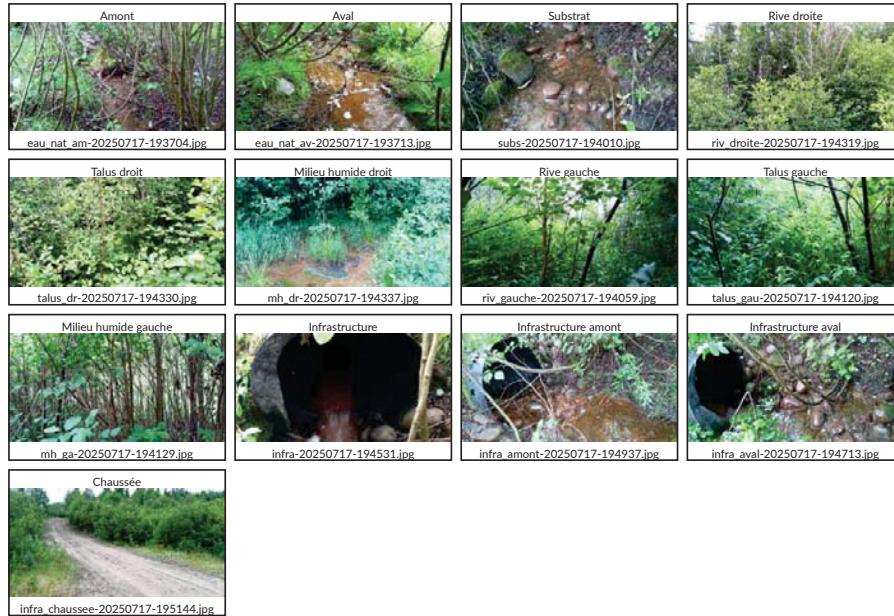 Amont
eau_nat_am-20250717-193704.jpg
Aval
eau_nat_av-20250717-193713.jpg
Substrat
subs-20250717-194010.jpg
Rive droite
riv_droite-20250717-194319.jpg
Talus droit
talus_dr-20250717-194330.jpg
Milieu humide droit
mh_dr-20250717-194337.jpg
Rive gauche
riv_gauche-20250717-194059.jpg
Talus gauche
talus_gau-20250717-194120.jpg
Milieu humide gauche
mh_ga-20250717-194129.jpg
Infrastructure
infra-20250717-194531.jpg
Infrastructure amont
infra_amont-20250717-194937.jpg
Infrastructure aval
infra_aval-20250717-194713.jpg
Chaussée
infra_chaussee-20250717-195144.jpg